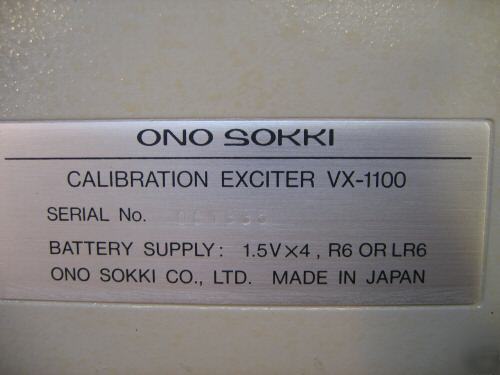 ONO SOKKI
CALIBRATION EXCITER VX-1100
SERIAL No.
BATTERY SUPPLY: 1.5V×4, R6 OR LR6
ONO SOKKI CO., LTD. MADE IN JAPAN